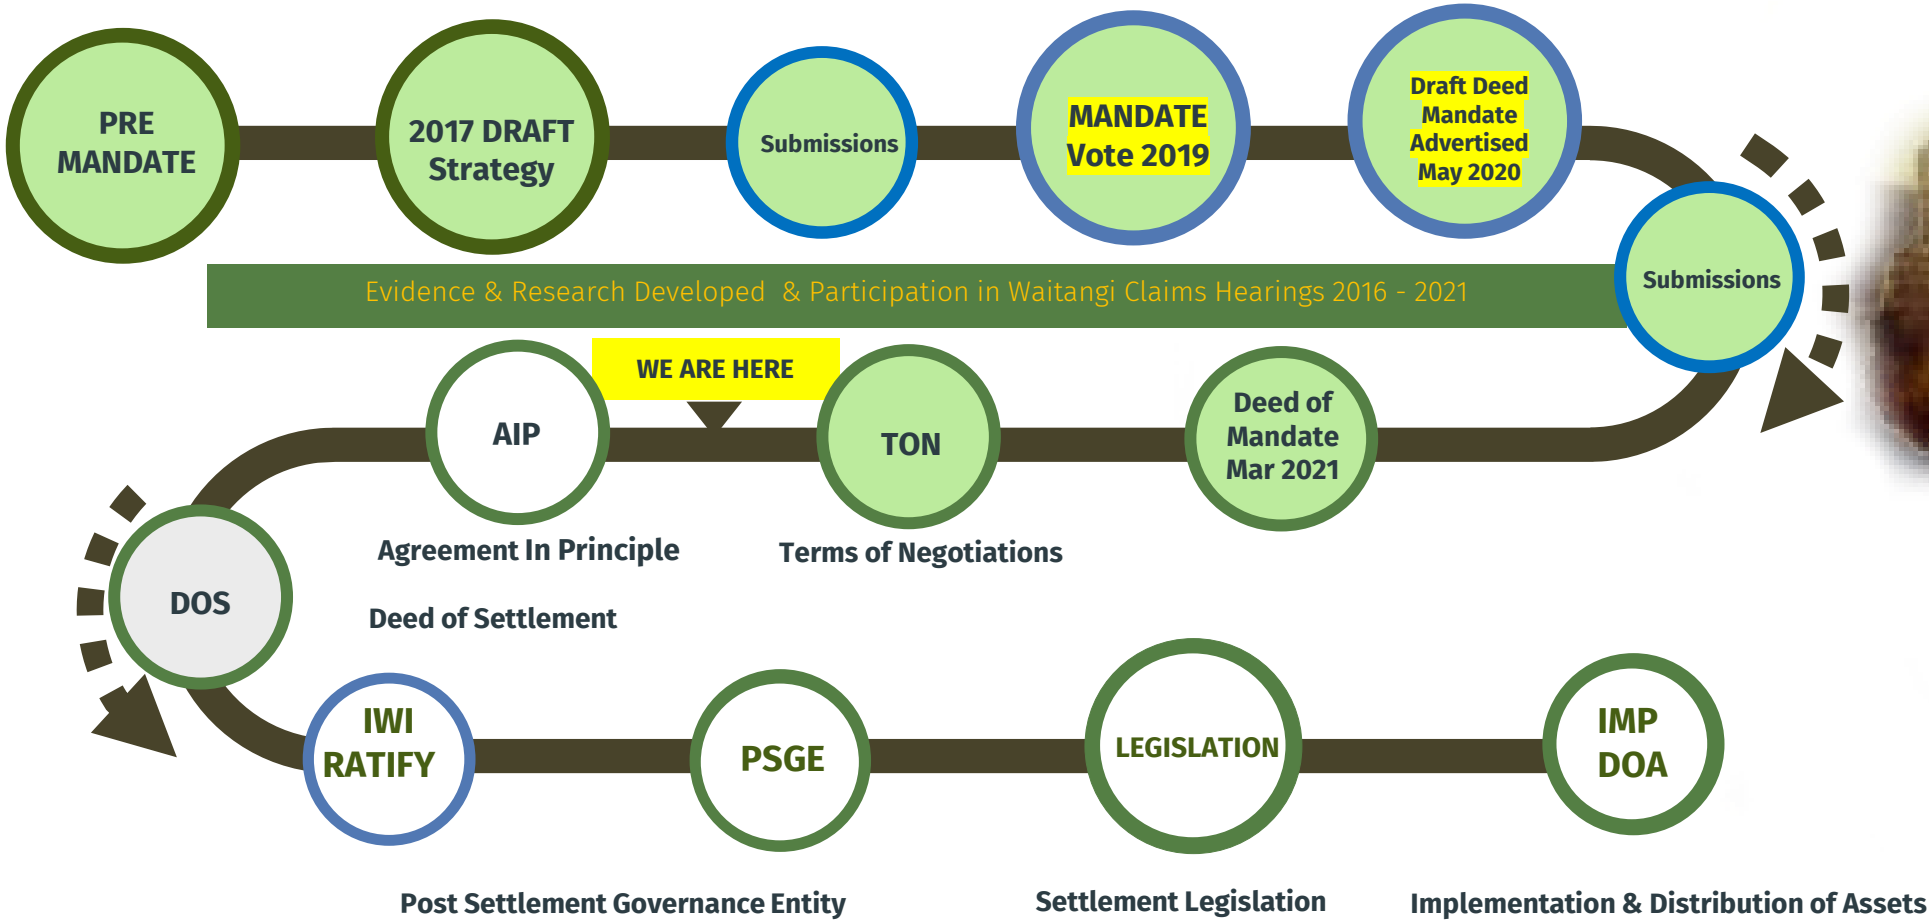 PRE
MANDATE
2017 DRAFT
Strategy
Submissions
MANDATE
Vote 2019
Draft Deed
Mandate
Advertised
May 2020
Submissions
Evidence & Research Developed & Participation in Waitangi Claims Hearings 2016 - 2021
WE ARE HERE
Deed of
Mandate
Mar 2021
TON
Terms of Negotiations
AIP
Agreement In Principle
DOS
Deed of Settlement
IWI
RATIFY
PSGE
Post Settlement Governance Entity
LEGISLATION
Settlement Legislation
IMP
DOA
Implementation & Distribution of Assets